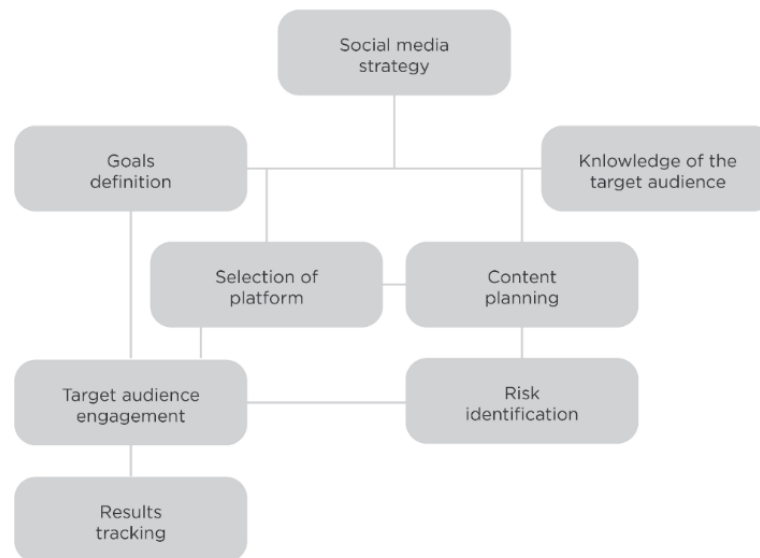 Social media
strategy
Goals
definition
Knlowledge of the
target audience
Selection of
platform
Content
planning
Target audience
engagement
Risk
identification
Results
tracking